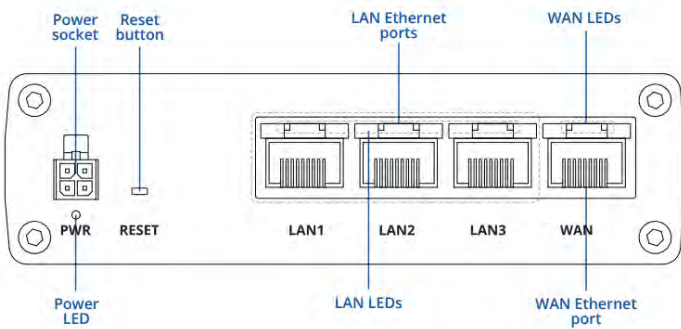 Power
socket
Reset
button
LAN Ethernet
ports
WAN LEDs
PWR
RESET
LAN1
LAN2
LAN3
WAN
Power
LED
LAN LEDs
WAN Ethernet
port